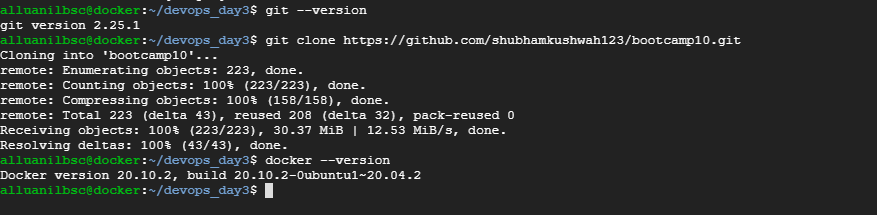 alluanilbsc@docker:~/devops_day3$ git --version
git version 2.25.1
alluanilbsc@docker:~/devops_day3$ git clone https://github.com/shubhamkushwah123/bootcamp10.git
Cloning into 'bootcamp10'...
remote: Enumerating objects: 223, done.
remote: Counting objects: 100% (223/223), done.
remote: Compressing objects: 100% (158/158), done.
remote: Total 223 (delta 43), reused 208 (delta 32), pack-reused 0
Receiving objects: 100% (223/223), 30.37 MiB | 12.53 MiB/s, done.
Resolving deltas: 100% (43/43), done.
alluanilbsc@docker:~/devops_day3$ docker --version
Docker version 20.10.2, build 20.10.2-0ubuntu1~20.04.2
alluanilbsc@docker:~/devops_day3$